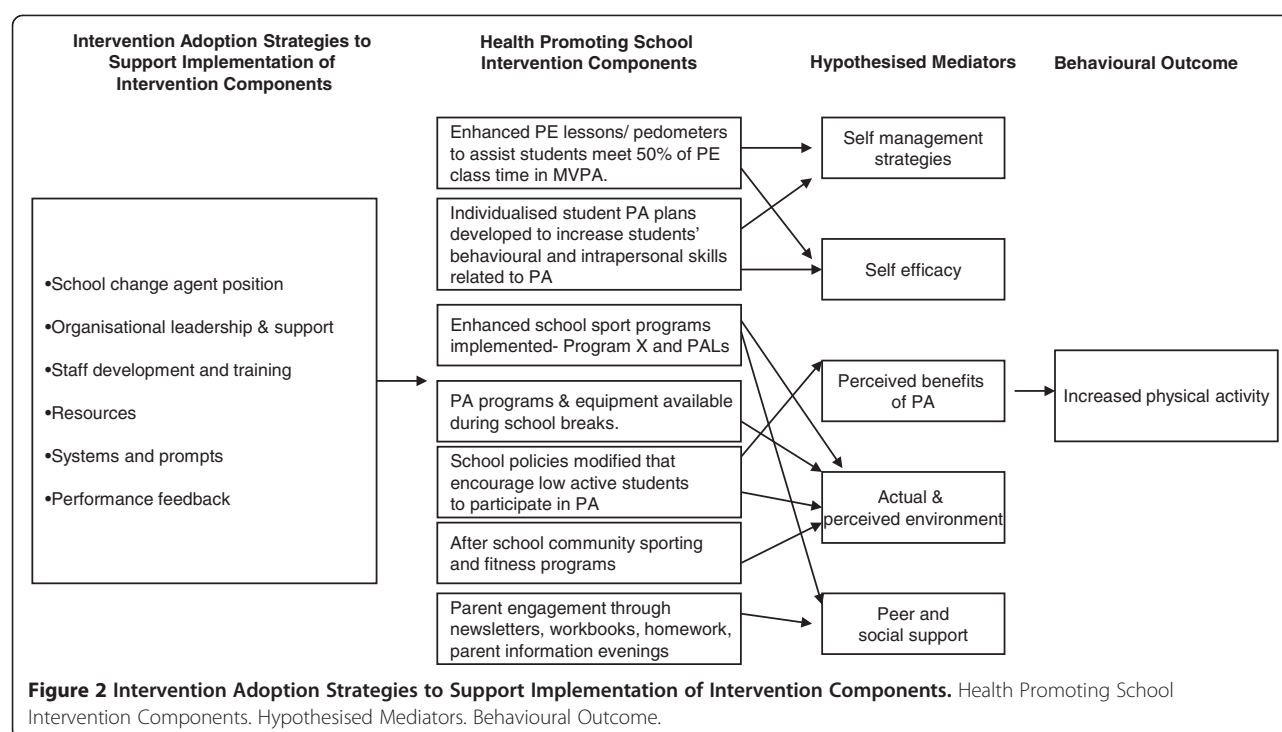 Intervention Adoption Strategies to
Support Implementation of
Intervention Components
Health Promoting School
Intervention Components
Hypothesised Mediators
Behavioural Outcome
•School change agent position
•Organisational leadership & support
•Staff development and training
•Resources
•Systems and prompts
•Performance feedback
Enhanced PE lessons/ pedometers
to assist students meet 50% of PE
class time in MVPA.
Individualised student PA plans
developed to increase students’
behavioural and intrapersonal skills
related to PA
Enhanced school sport programs
implemented- Program X and PALs
PA programs & equipment available
during school breaks.
School policies modified that
encourage low active students
to participate in PA
After school community sporting
and fitness programs
Parent engagement through
newsletters, workbooks, homework,
parent information evenings
Self management
strategies
Self efficacy
Perceived benefits
of PA
Actual &
perceived environment
Peer and
social support
Increased physical activity
Figure 2 Intervention Adoption Strategies to Support Implementation of Intervention Components. Health Promoting School
Intervention Components. Hypothesised Mediators. Behavioural Outcome.